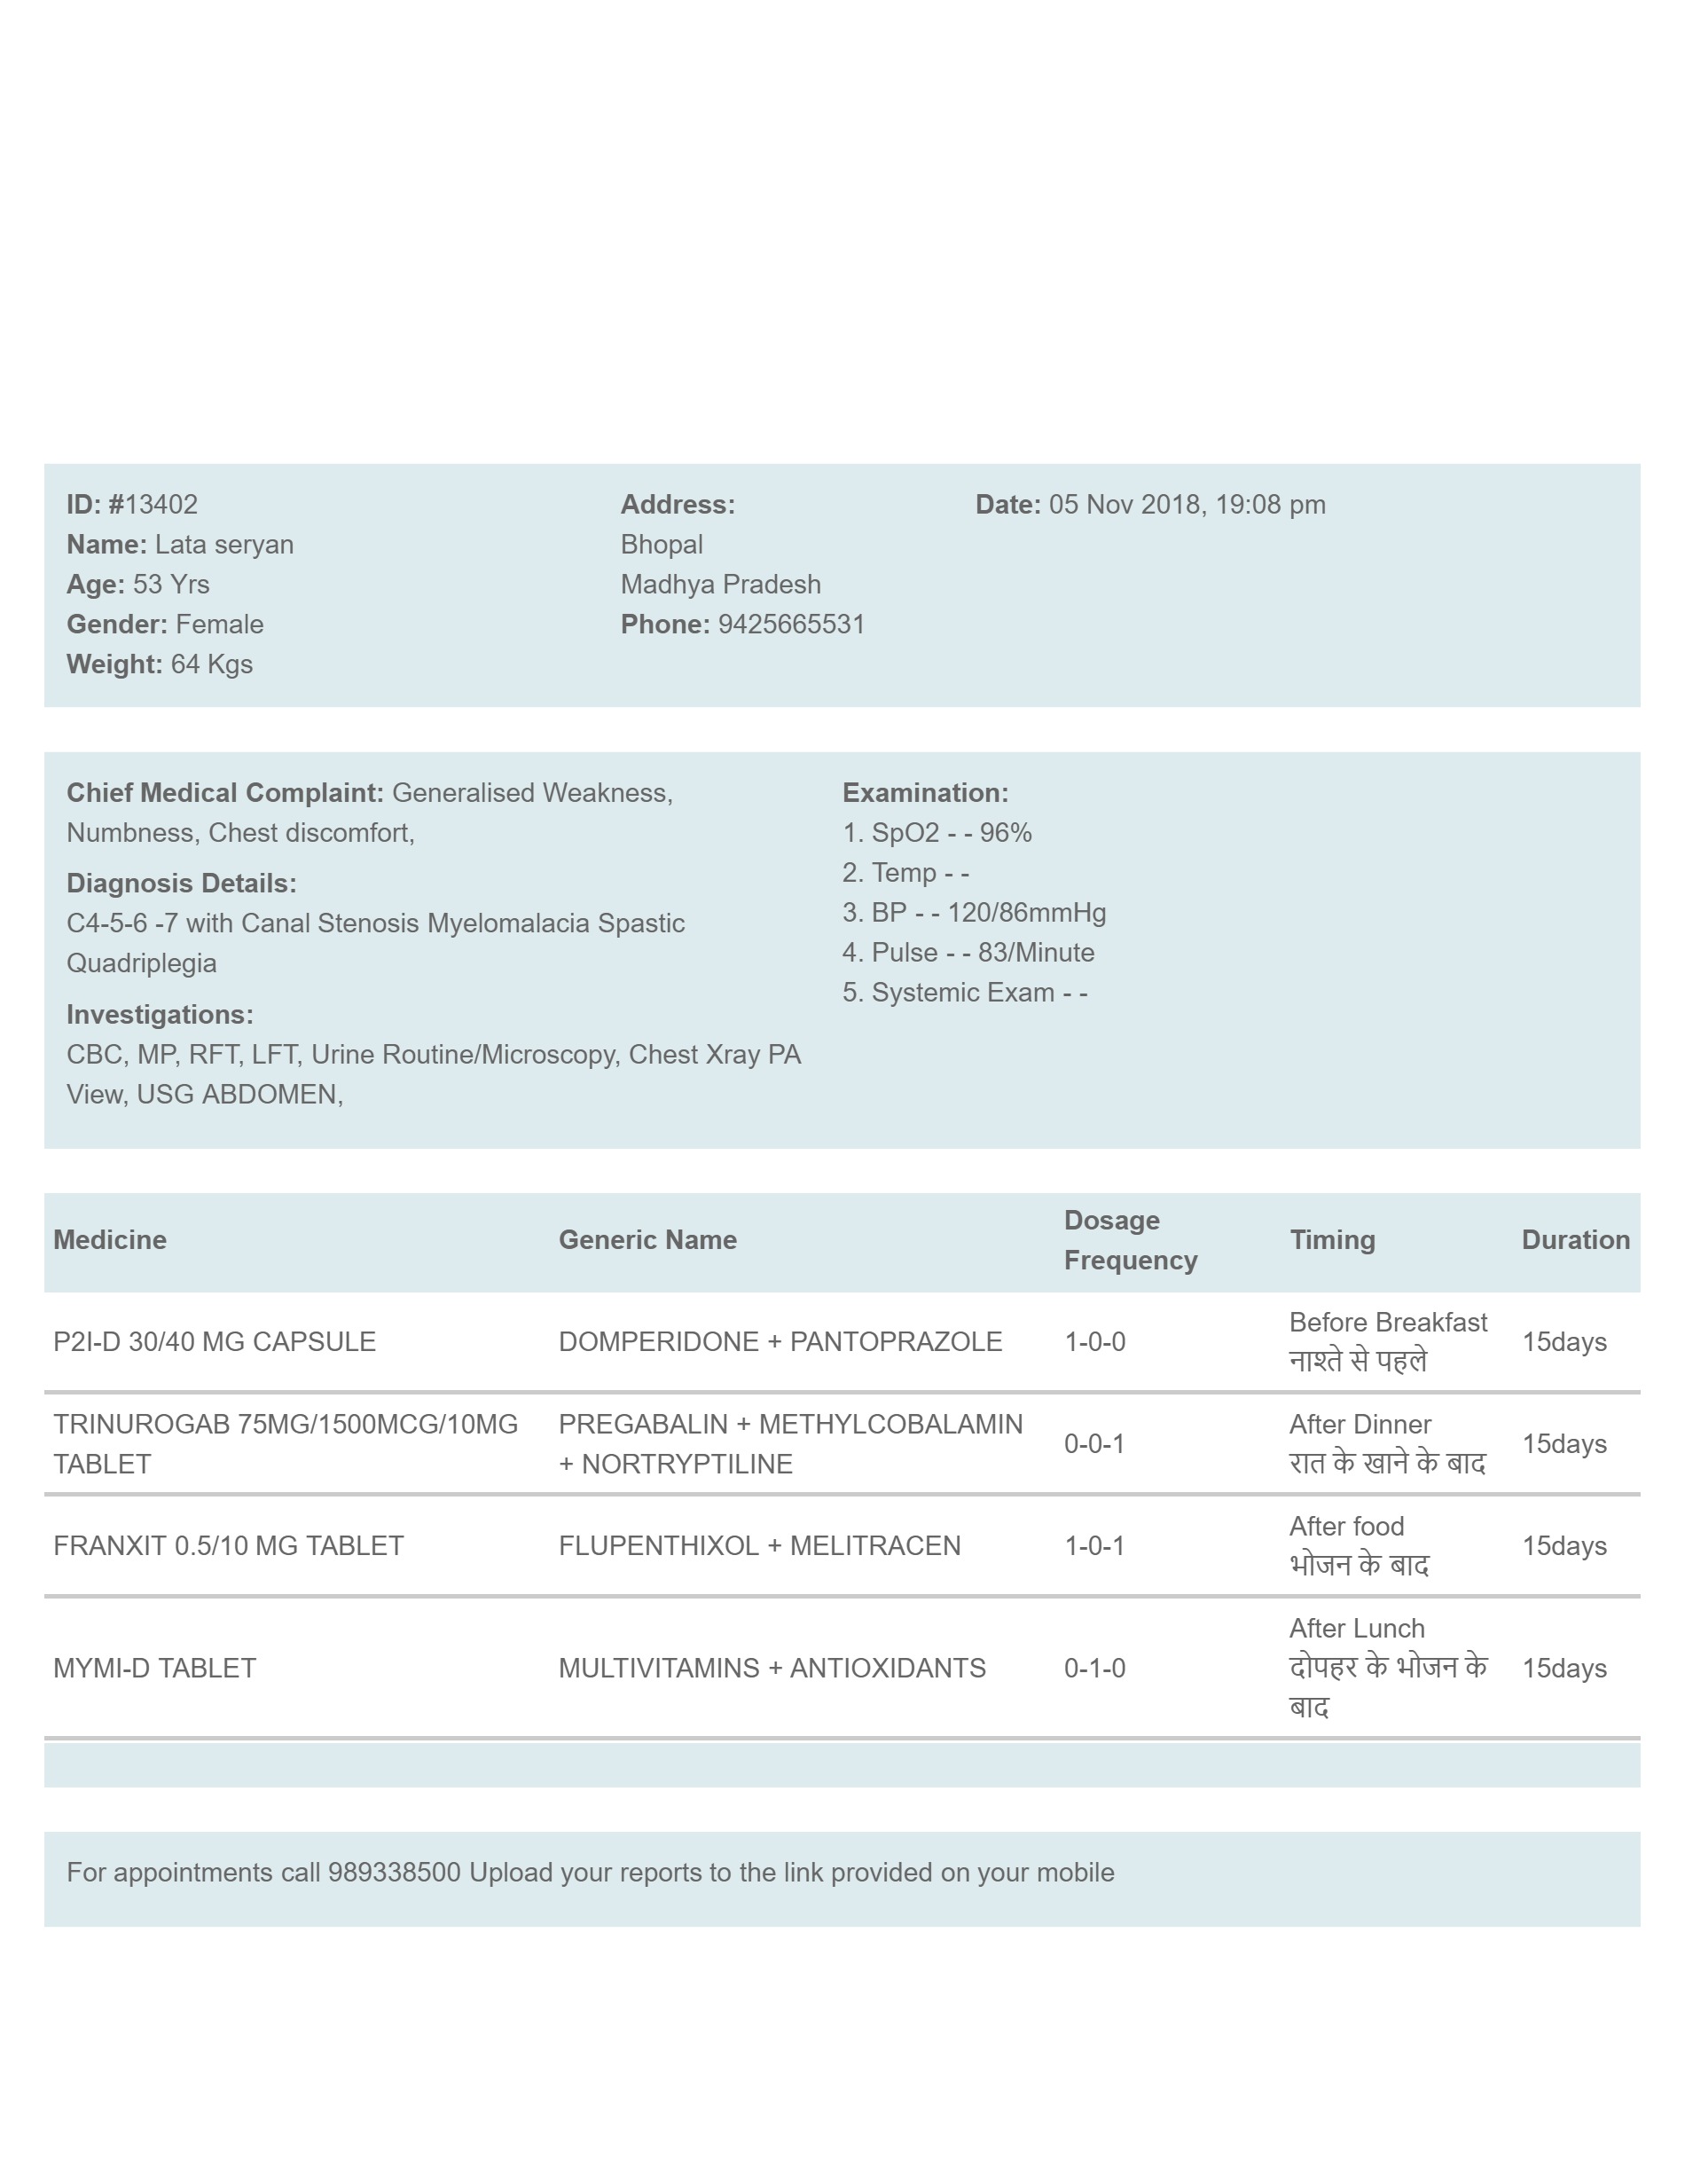 ID: #13402
Name: Lata seryan
Age: 53 Yrs
Gender: Female
Weight: 64 Kgs
Address:
Bhopal
Madhya Pradesh
Phone: 9425665531
Date: 05 Nov 2018, 19:08 pm
Chief Medical Complaint: Generalised Weakness,
Numbness, Chest discomfort,
Diagnosis Details:
C4-5-6 -7 with Canal Stenosis Myelomalacia Spastic
Quadriplegia
Investigations:
CBC, MP, RFT, LFT, Urine Routine/Microscopy, Chest Xray PA
View, USG ABDOMEN,
Examination:
1. SpO2 - - 96%
2. Temp - -
3. BP - - 120/86mmHg
4. Pulse - - 83/Minute
5. Systemic Exam - -
Medicine Generic Name Dosage Frequency Timing Duration
P2I-D 30/40 MG CAPSULE DOMPERIDONE + PANTOPRAZOLE 1-0-0 Before Breakfast 15days
नाश्ते से पहले
TRINUROGAB 75MG/1500MCG/10MG PREGABALIN + METHYLCOBALAMIN 0-0-1 After Dinner 15days
TABLET + NORTRYPTILINE रात के खाने के बाद
FRANXIT 0.5/10 MG TABLET FLUPENTHIXOL + MELITRACEN 1-0-1 After food 15days
भोजन के बाद
MYMI-D TABLET MULTIVITAMINS + ANTIOXIDANTS 0-1-0 After Lunch 15days
दोपहर के भोजन के
बाद
For appointments call 989338500 Upload your reports to the link provided on your mobile